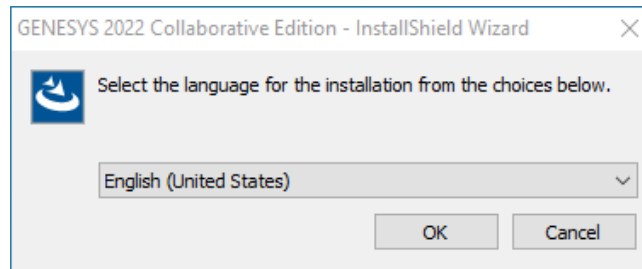 GENESYS 2022 Collaborative Edition - InstallShield Wizard
Select the language for the installation from the choices below.
English (United States)
OK
Cancel